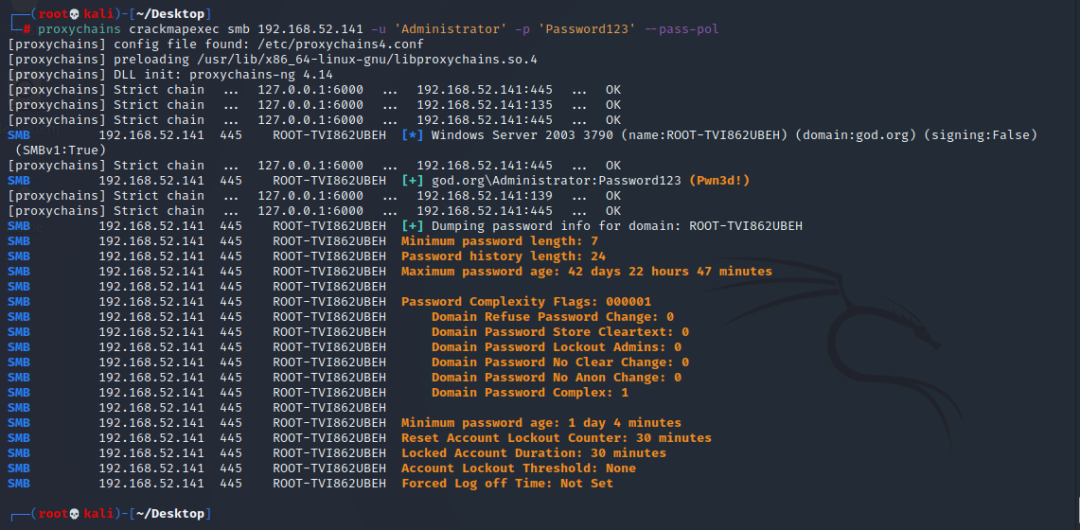 ┌──(root💀kali)-[~/Desktop]
└─# proxychains crackmapexec smb 192.168.52.141 -u 'Administrator' -p 'Password123' --pass-pol
[proxychains] config file found: /etc/proxychains4.conf
[proxychains] preloading /usr/lib/x86_64-linux-gnu/libproxychains.so.4
[proxychains] DLL init: proxychains-ng 4.14
[proxychains] Strict chain  ...  127.0.0.1:6000  ...  192.168.52.141:445  ...  OK
[proxychains] Strict chain  ...  127.0.0.1:6000  ...  192.168.52.141:135  ...  OK
[proxychains] Strict chain  ...  127.0.0.1:6000  ...  192.168.52.141:445  ...  OK
SMB         192.168.52.141  445    ROOT-TVI862UBEH  [*] Windows Server 2003 3790 (name:ROOT-TVI862UBEH) (domain:god.org) (signing:False)
(SMBv1:True)
[proxychains] Strict chain  ...  127.0.0.1:6000  ...  192.168.52.141:445  ...  OK
SMB         192.168.52.141  445    ROOT-TVI862UBEH  [+] god.org\Administrator:Password123 (Pwn3d!)
[proxychains] Strict chain  ...  127.0.0.1:6000  ...  192.168.52.141:139  ...  OK
[proxychains] Strict chain  ...  127.0.0.1:6000  ...  192.168.52.141:445  ...  OK
SMB         192.168.52.141  445    ROOT-TVI862UBEH  [+] Dumping password info for domain: ROOT-TVI862UBEH
SMB         192.168.52.141  445    ROOT-TVI862UBEH  Minimum password length: 7
SMB         192.168.52.141  445    ROOT-TVI862UBEH  Password history length: 24
SMB         192.168.52.141  445    ROOT-TVI862UBEH  Maximum password age: 42 days 22 hours 47 minutes
SMB         192.168.52.141  445    ROOT-TVI862UBEH
SMB         192.168.52.141  445    ROOT-TVI862UBEH  Password Complexity Flags: 000001
SMB         192.168.52.141  445    ROOT-TVI862UBEH      Domain Refuse Password Change: 0
SMB         192.168.52.141  445    ROOT-TVI862UBEH      Domain Password Store Cleartext: 0
SMB         192.168.52.141  445    ROOT-TVI862UBEH      Domain Password Lockout Admins: 0
SMB         192.168.52.141  445    ROOT-TVI862UBEH      Domain Password No Clear Change: 0
SMB         192.168.52.141  445    ROOT-TVI862UBEH      Domain Password No Anon Change: 0
SMB         192.168.52.141  445    ROOT-TVI862UBEH      Domain Password Complex: 1
SMB         192.168.52.141  445    ROOT-TVI862UBEH
SMB         192.168.52.141  445    ROOT-TVI862UBEH  Minimum password age: 1 day 4 minutes
SMB         192.168.52.141  445    ROOT-TVI862UBEH  Reset Account Lockout Counter: 30 minutes
SMB         192.168.52.141  445    ROOT-TVI862UBEH  Locked Account Duration: 30 minutes
SMB         192.168.52.141  445    ROOT-TVI862UBEH  Account Lockout Threshold: None
SMB         192.168.52.141  445    ROOT-TVI862UBEH  Forced Log off Time: Not Set
┌──(root💀kali)-[~/Desktop]